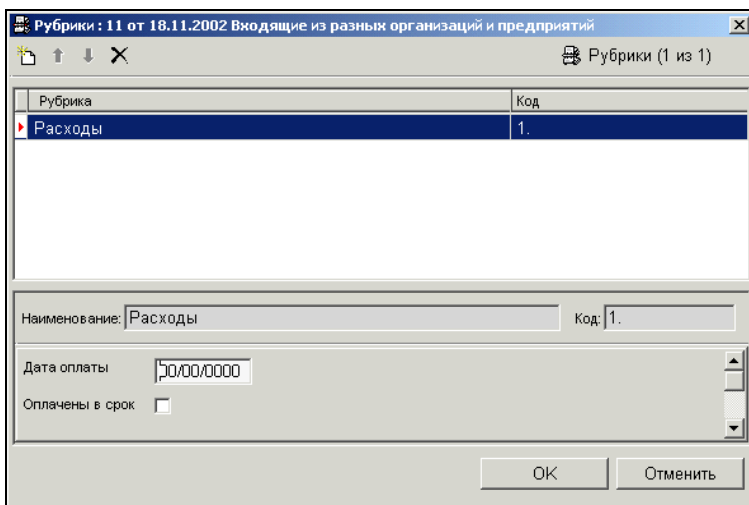 Рубрики : 11 от 18.11.2002 Входящие из разных организаций и предприятий
Рубрики (1 из 1)
Рубрика Код
Расходы 1.
Наименование: Расходы Код: 1.
Дата оплаты 00/00/0000
Оплачены в срок
OK Отменить